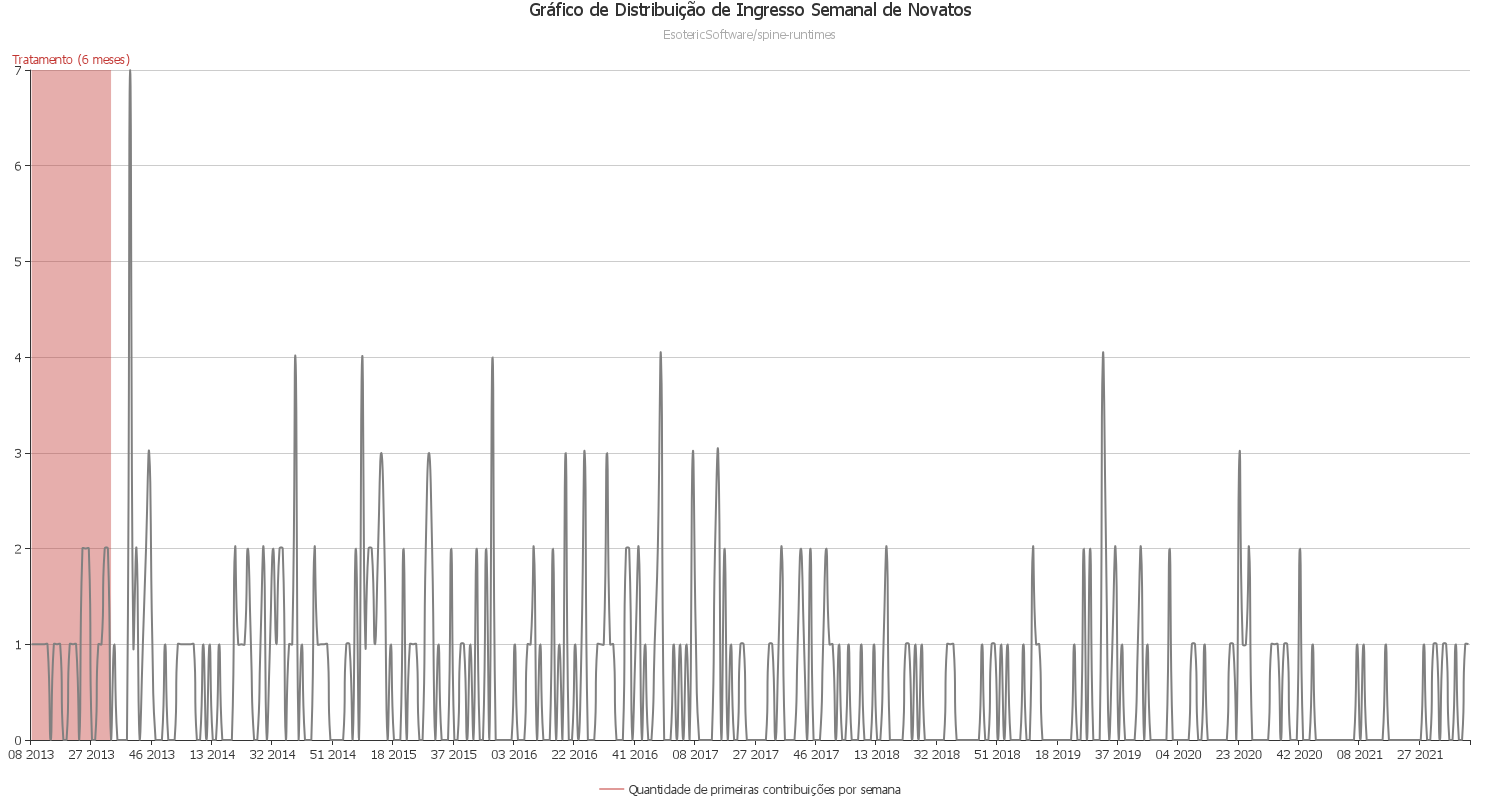 Gráfico de Distribuição de Ingresso Semanal de Novatos
EsotericSoftware/spine-runtimes
Tratamento (6 meses)
7
6
5
4
3
2
1
0
08 2013 27 2013 46 2013 13 2014 32 2014 51 2014 18 2015 37 2015 03 2016 22 2016 41 2016 08 2017 27 2017 46 2017 13 2018 32 2018 51 2018 18 2019 37 2019 04 2020 23 2020 42 2020 08 2021 27 2021
Quantidade de primeiras contribuições por semana